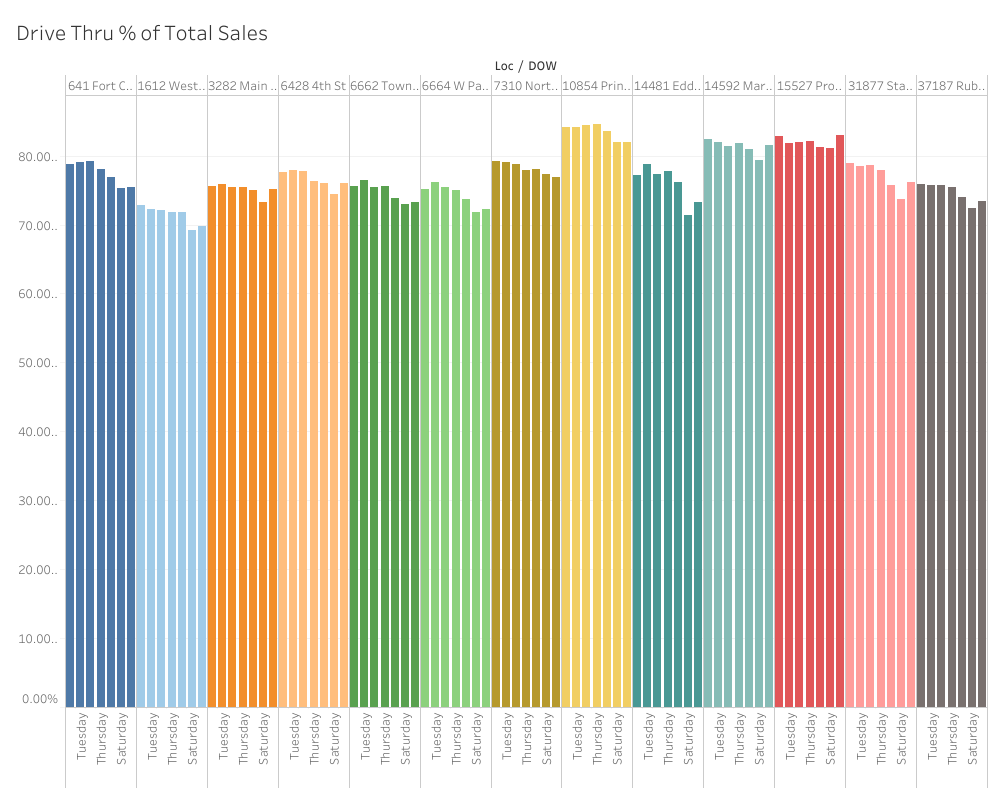 Drive Thru % of Total Sales
Loc / DOW
641 Fort C.. 1612 West.. 3282 Main .. 6428 4th St 6662 Town.. 6664 W Pa.. 7310 Nort.. 10854 Prin.. 14481 Edd.. 14592 Mar.. 15527 Pro.. 31877 Sta.. 37187 Rub..
80.00..
70.00..
60.00..
50.00..
40.00..
30.00..
20.00..
10.00..
0.00%
Tuesday Thursday Saturday Tuesday Thursday Saturday Tuesday Thursday Saturday Tuesday Thursday Saturday Tuesday Thursday Saturday Tuesday Thursday Saturday Tuesday Thursday Saturday Tuesday Thursday Saturday Tuesday Thursday Saturday Tuesday Thursday Saturday Tuesday Thursday Saturday Tuesday Thursday Saturday Tuesday Thursday Saturday